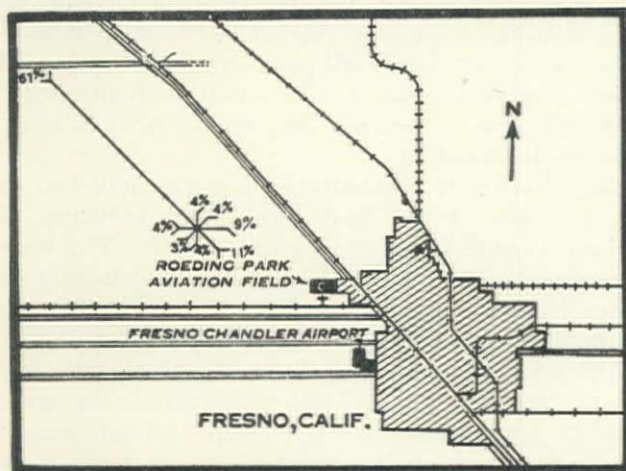 61%
N
4%
4%
4%
9%
3%
4%
11%
ROEDING PARK
AVIATION FIELD
FRESNO CHANDLER AIRPORT
FRESNO, CALIF.